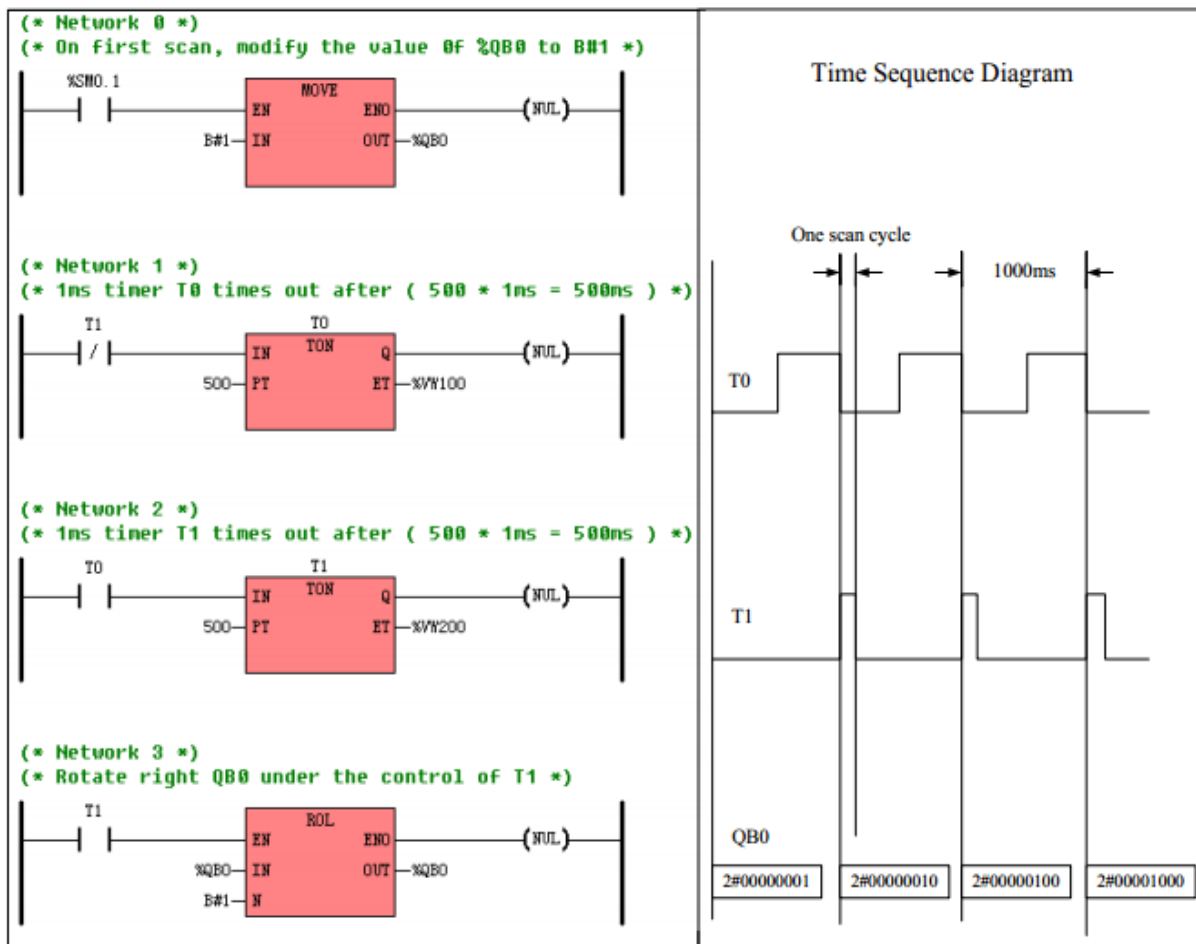 (* Network 0 *)
(* On first scan, modify the value 0f %QB0 to B#1 *)
%SM0.1
MOVE
EN ENO (NUL)
B#1 IN OUT %QB0
(* Network 1 *)
(* 1ms timer T0 times out after ( 500 * 1ms = 500ms ) *)
T1 T0
/ TON
IN Q (NUL)
500 PT ET %VW100
(* Network 2 *)
(* 1ms timer T1 times out after ( 500 * 1ms = 500ms ) *)
T0 T1
TON
IN Q (NUL)
500 PT ET %VW200
(* Network 3 *)
(* Rotate right QB0 under the control of T1 *)
T1
ROL
EN ENO (NUL)
%QB0 IN OUT %QB0
B#1 N
Time Sequence Diagram
One scan cycle
1000ms
T0
T1
QB0
2#00000001 2#00000010 2#00000100 2#00001000